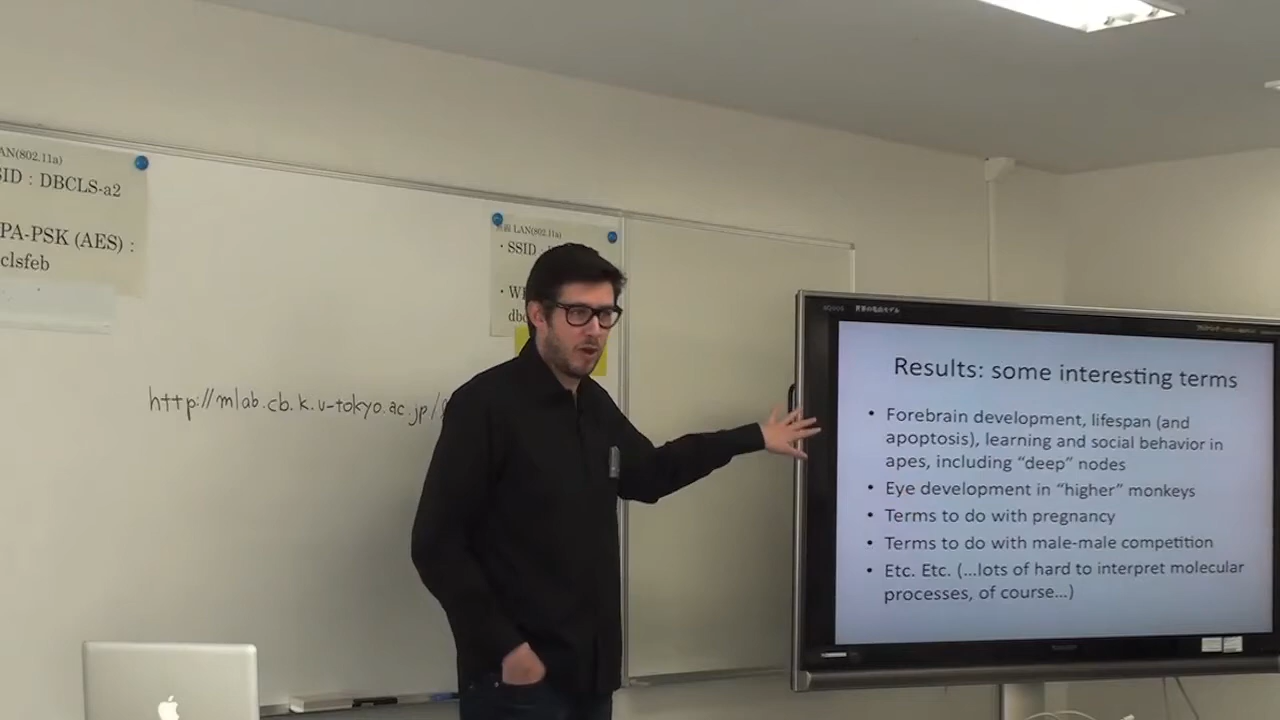 AN(802.11a)
SID : DBCLS-a2
PA-PSK (AES) :
clsfeb
LAN(802.11a)
・SSID :
http://mlab.cb.k.u-tokyo.ac.jp/
Results: some interesting terms
• Forebrain development, lifespan (and
apoptosis), learning and social behavior in
apes, including “deep” nodes
• Eye development in “higher” monkeys
• Terms to do with pregnancy
• Terms to do with male-male competition
• Etc. Etc. (…lots of hard to interpret molecular
processes, of course…)